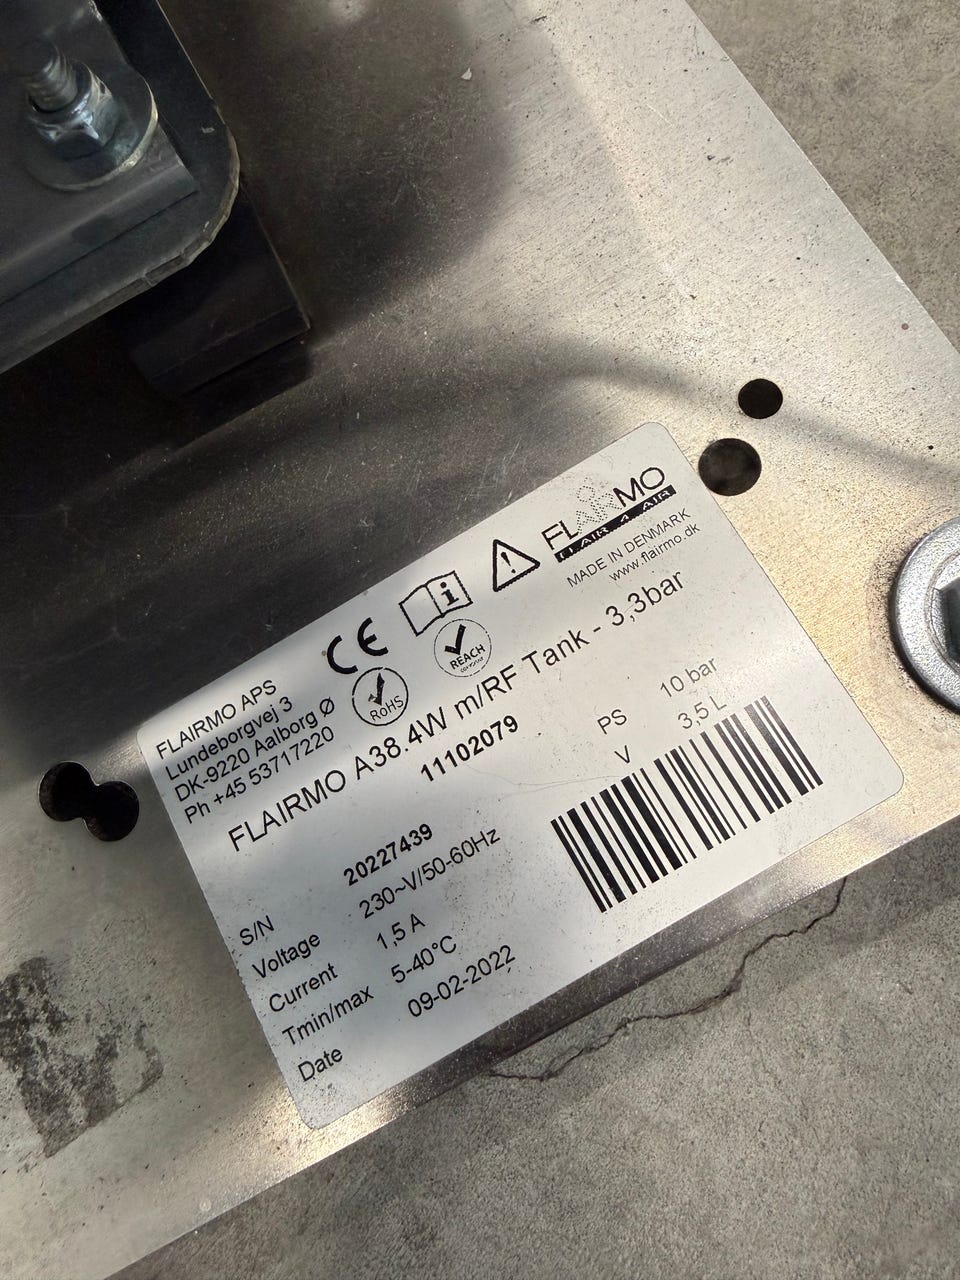 FLAIRMO APS
Lundeborgvej 3
DK-9220 Aalborg Ø
Ph +45 53717220
CE
RoHS
REACH
FLAIRMO
FLAIR 4 AIR
MADE IN DENMARK
www.flairmo.dk
FLAIRMO A38.4W m/RF Tank - 3,3bar
11102079
PS 10 bar
V 3,5 L
S/N 20227439
Voltage 230~V/50-60Hz
Current 1,5 A
Tmin/max 5-40°C
Date 09-02-2022